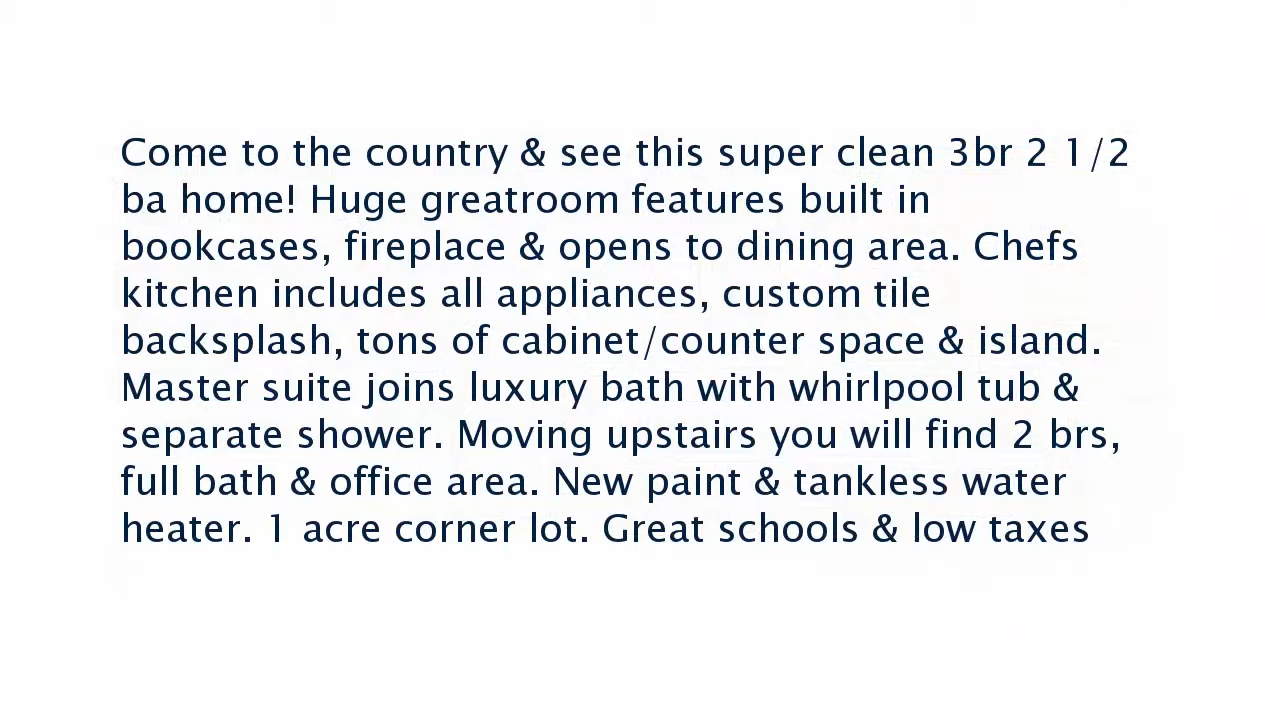 Come to the country & see this super clean 3br 2 1/2
ba home! Huge greatroom features built in
bookcases, fireplace & opens to dining area. Chefs
kitchen includes all appliances, custom tile
backsplash, tons of cabinet/counter space & island.
Master suite joins luxury bath with whirlpool tub &
separate shower. Moving upstairs you will find 2 brs,
full bath & office area. New paint & tankless water
heater. 1 acre corner lot. Great schools & low taxes